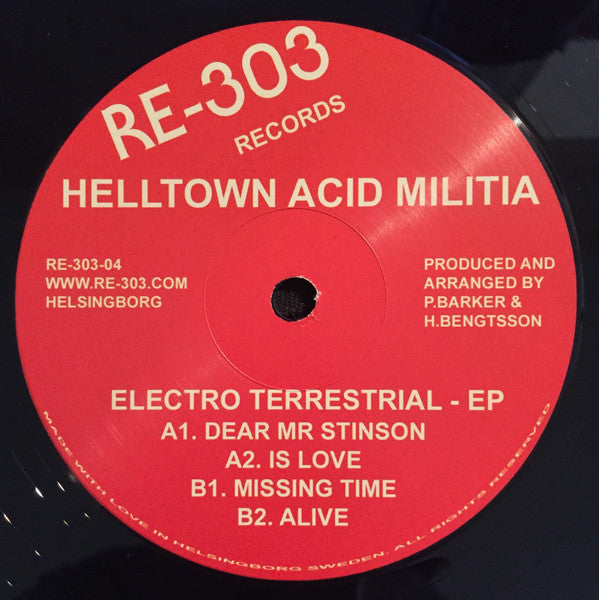 RE-303
RECORDS
HELLTOWN ACID MILITIA
RE-303-04
WWW.RE-303.COM
HELSINGBORG
PRODUCED AND
ARRANGED BY
P.BARKER &
H.BENGTSSON
ELECTRO TERRESTRIAL - EP
A1. DEAR MR STINSON
A2. IS LOVE
B1. MISSING TIME
B2. ALIVE
MADE WITH LOVE IN HELSINGBORG SWEDEN. ALL RIGHTS RESERVED